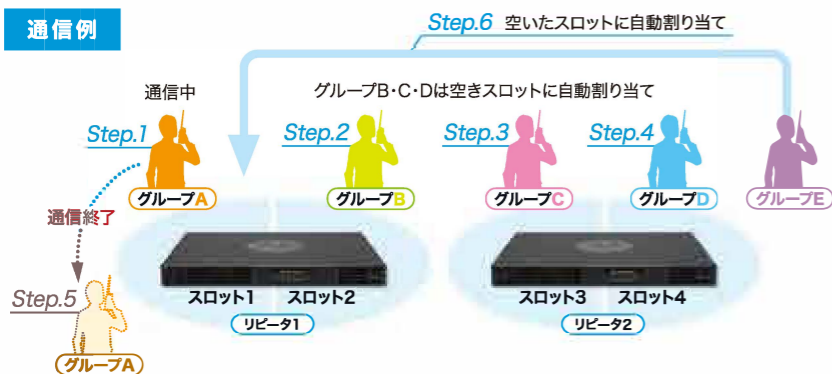 通信例
Step.6 空いたスロットに自動割り当て
通信中
グループB・C・Dは空きスロットに自動割り当て
Step.1
Step.2
Step.3
Step.4
グループA
グループB
グループC
グループD
グループE
通信終了
Step.5
グループA
スロット1
スロット2
スロット3
スロット4
リピータ1
リピータ2